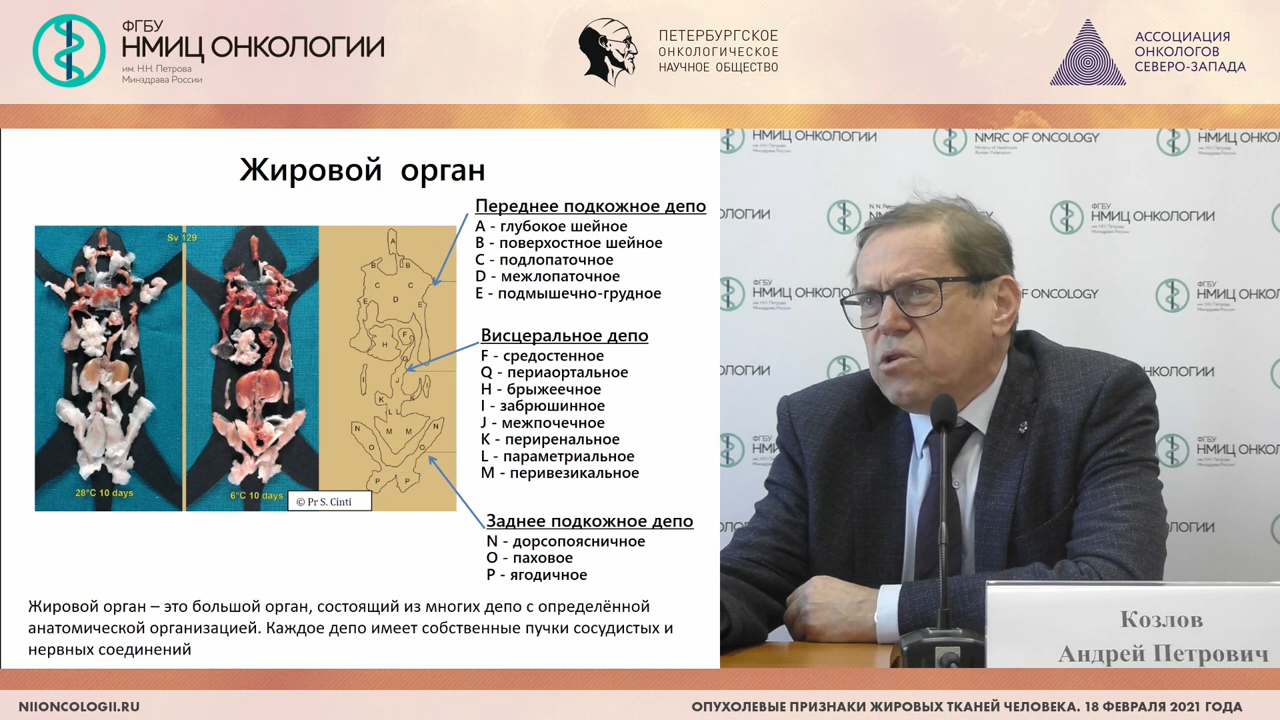 ФГБУ
НМИЦ ОНКОЛОГИИ
им. Н.Н. Петрова
Минздрава России
ПЕТЕРБУРГСКОЕ
ОНКОЛОГИЧЕСКОЕ
НАУЧНОЕ ОБЩЕСТВО
АССОЦИАЦИЯ
ОНКОЛОГОВ
СЕВЕРО-ЗАПАДА
Жировой орган
Sv 129
28°C 10 days
6°C 10 days
© Pr S. Cinti
A
B B
C C
D
E E
F
H
I J
K
L
N M M N
O O
P P
Переднее подкожное депо
A - глубокое шейное
B - поверхостное шейное
C - подлопаточное
D - межлопаточное
E - подмышечно-грудное
Висцеральное депо
F - средостенное
Q - периаортальное
H - брыжеечное
I - забрюшинное
J - межпочечное
K - периренальное
L - параметриальное
M - перивезикальное
Заднее подкожное депо
N - дорсопоясничное
O - паховое
P - ягодичное
Жировой орган – это большой орган, состоящий из многих депо с определённой
анатомической организацией. Каждое депо имеет собственные пучки сосудистых и
нервных соединений
НМИЦ ОНКОЛОГИИ
NMRC OF ONCOLOGY
ФГБУ
НМИЦ ОНКОЛОГИИ
Козлов
Андрей Петрович
NIIONCOLOGII.RU
ОПУХОЛЕВЫЕ ПРИЗНАКИ ЖИРОВЫХ ТКАНЕЙ ЧЕЛОВЕКА. 18 ФЕВРАЛЯ 2021 ГОДА